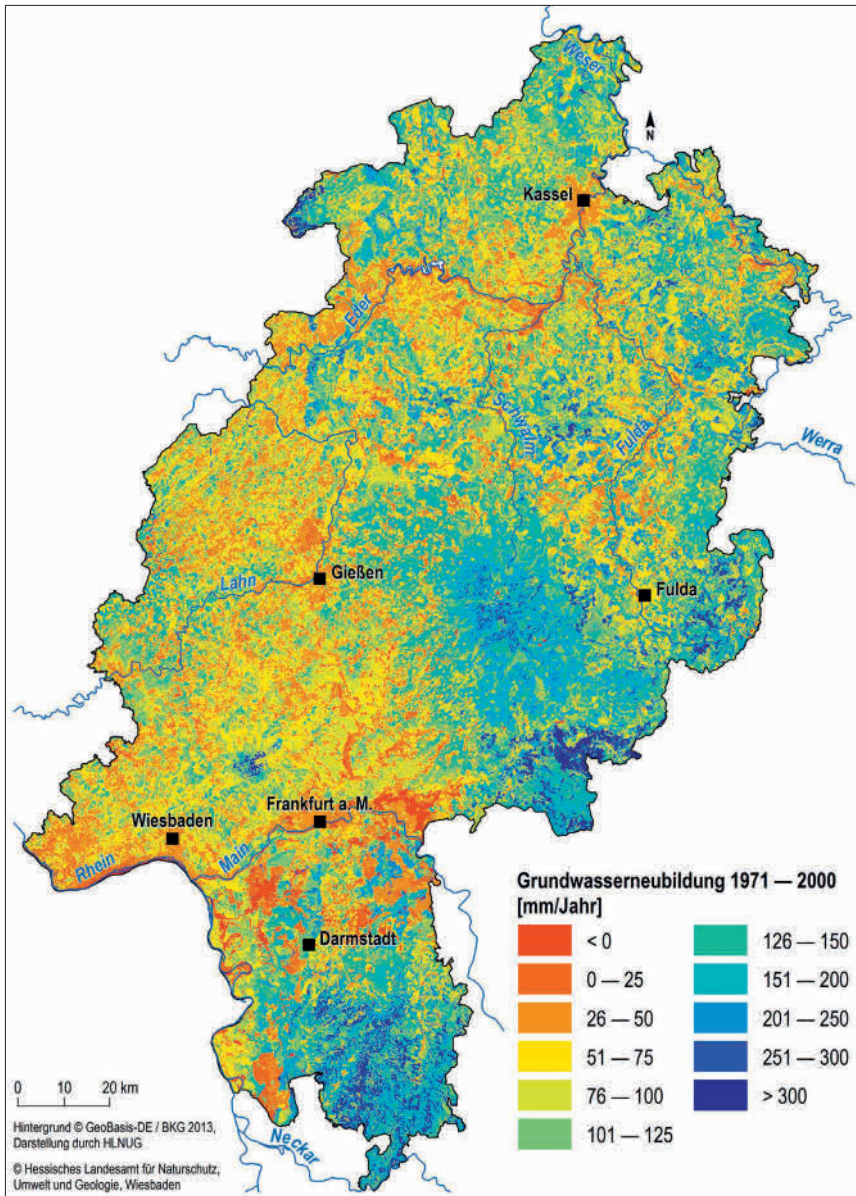 Weser
N
Kassel
Eder
Schwalm
Fulda
Werra
Lahn
Gießen
Fulda
Wiesbaden
Frankfurt a. M.
Rhein
Main
Darmstadt
Neckar
Grundwasserneubildung 1971 — 2000
[mm/Jahr]
< 0
0 — 25
26 — 50
51 — 75
76 — 100
101 — 125
126 — 150
151 — 200
201 — 250
251 — 300
> 300
0 10 20 km
Hintergrund © GeoBasis-DE / BKG 2013,
Darstellung durch HLNUG
© Hessisches Landesamt für Naturschutz,
Umwelt und Geologie, Wiesbaden